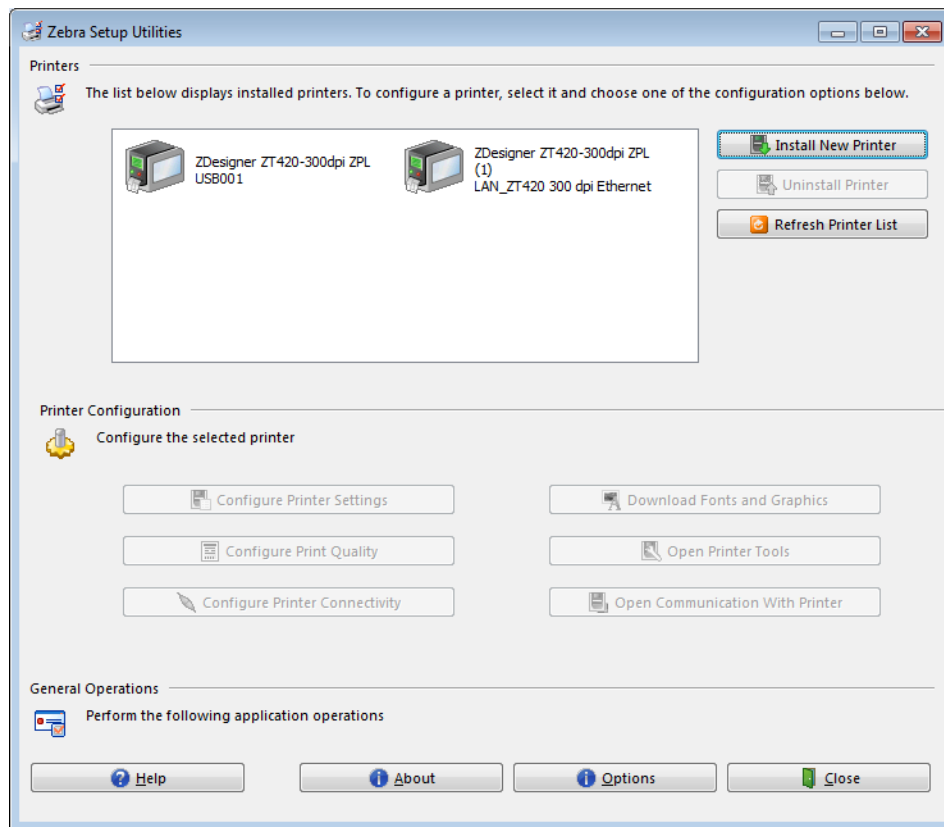 Zebra Setup Utilities
Printers
The list below displays installed printers. To configure a printer, select it and choose one of the configuration options below.
ZDesigner ZT420-300dpi ZPL
USB001
ZDesigner ZT420-300dpi ZPL
(1)
LAN_ZT420 300 dpi Ethernet
Install New Printer
Uninstall Printer
Refresh Printer List
Printer Configuration
Configure the selected printer
Configure Printer Settings
Download Fonts and Graphics
Configure Print Quality
Open Printer Tools
Configure Printer Connectivity
Open Communication With Printer
General Operations
Perform the following application operations
Help
About
Options
Close